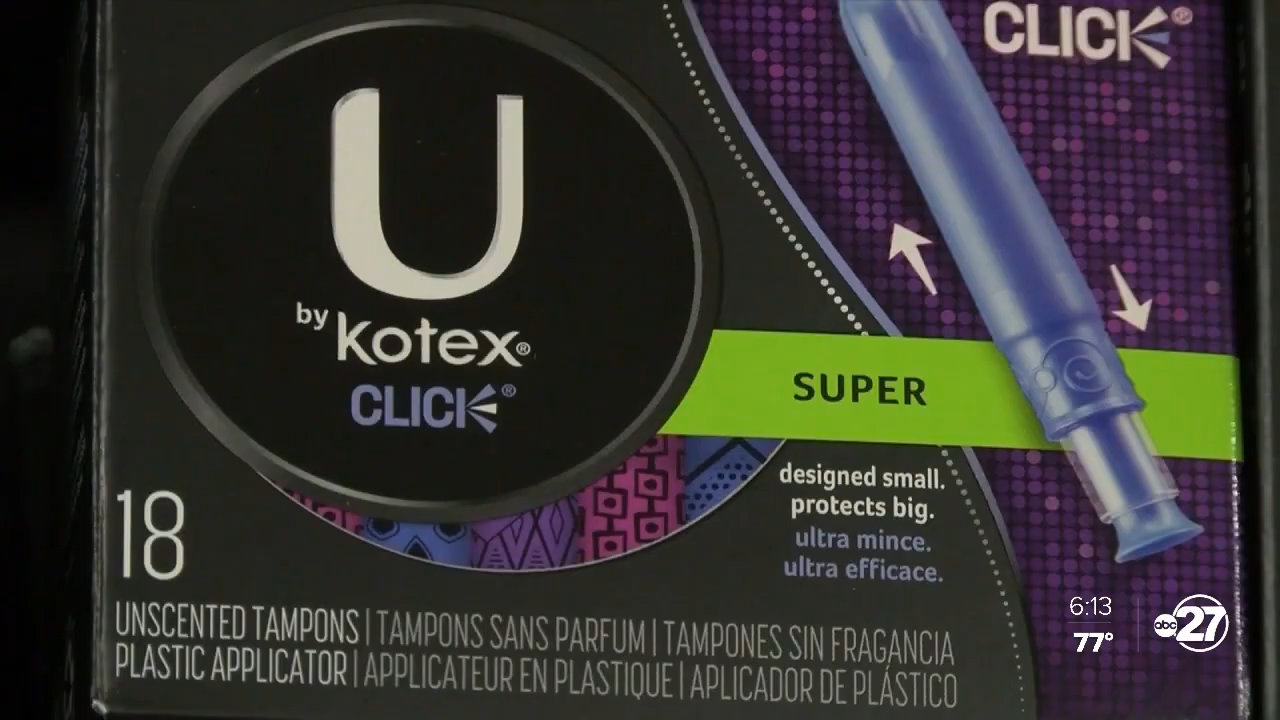 CLICK®
U
by kotex®
CLICK®
SUPER
designed small.
protects big.
ultra mince.
ultra efficace.
18
UNSCENTED TAMPONS | TAMPONS SANS PARFUM | TAMPONES SIN FRAGANCIA
PLASTIC APPLICATOR | APPLICATEUR EN PLASTIQUE | APLICADOR DE PLÁSTICO
6:13
77°
abc 27